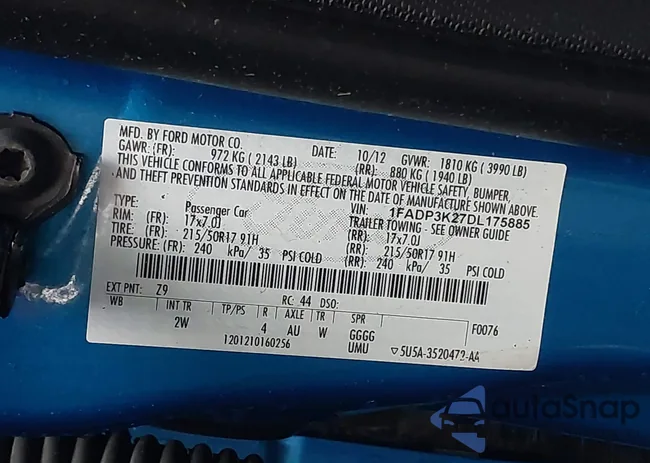 MFD. BY FORD MOTOR CO. DATE: 10/12 GVWR: 1810 KG (3990 LB)
GAWR: (FR): 972 KG (2143 LB) (RR): 880 KG (1940 LB)
THIS VEHICLE CONFORMS TO ALL APPLICABLE FEDERAL MOTOR VEHICLE SAFETY, BUMPER,
AND THEFT PREVENTION STANDARDS IN EFFECT ON THE DATE OF MANUFACTURE SHOWN ABOVE.
VIN: 1FADP3K27DL175885
TYPE: Passenger Car TRAILER TOWING - SEE OWNER GUIDE
RIM: (FR): 17x7.0J (RR): 17x7.0J
TIRE: (FR): 215/50R17 91H (RR): 215/50R17 91H
PRESSURE: (FR): 240 kPa/ 35 PSI COLD (RR): 240 kPa/ 35 PSI COLD
EXT PNT: Z9 RC: 44 DSO: F0076
WB INT TR TP/PS R AXLE TR SPR
2W 4 AU W GGGG
UMU
1201210160256 ▽5U5A-3520472-AA
autoSnap